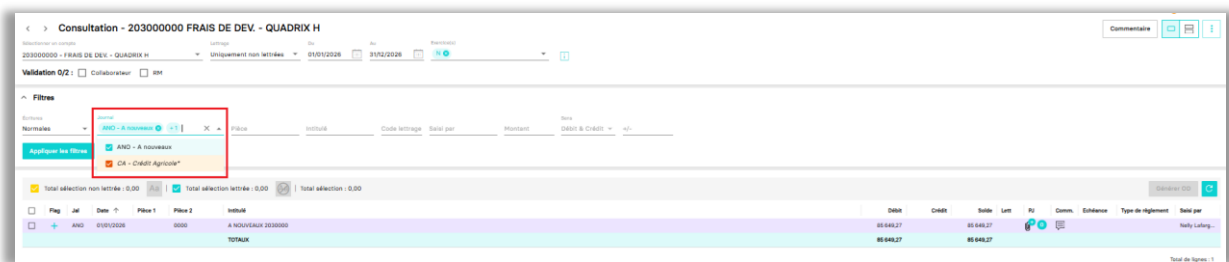 Consultation - 203000000 FRAIS DE DEV. - QUADRIX H
Commentaire
Sélectionner un compte Lettrage Du Au Exercice(s)
203000000 - FRAIS DE DEV. - QUADRIX H Uniquement non lettrées 01/01/2026 31/12/2026 N
Validation 0/2 : Collaborateur RM
Filtres
Écritures Journal Sens
Normales ANO - A nouveaux +1 Pièce Intitulé Code lettrage Saisi par Montant Débit & Crédit +/-
Appliquer les filtres
ANO - A nouveaux
CA - Crédit Agricole*
Total sélection non lettrée : 0,00 | Total sélection lettrée : 0,00 | Total sélection : 0,00 Générer OD
Flag Jal Date Pièce 1 Pièce 2 Intitulé Débit Crédit Solde Lett PJ Comm. Echéance Type de règlement Saisi par
ANO 01/01/2026 0000 A NOUVEAUX 2030000 85 649,27 85 649,27 Nelly Lafarg...
TOTAUX 85 649,27 85 649,27
Total de lignes : 1